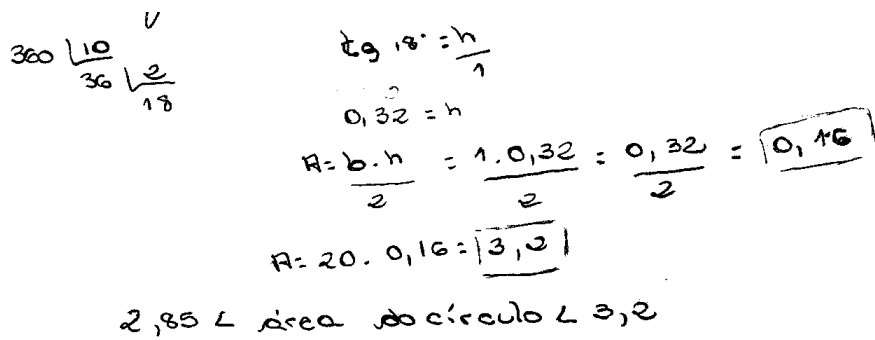 360 | 10
36 | 2
18
tg 18° = h/1
0,32 = h
A = b.h/2 = 1.0,32/2 = 0,32/2 = 0,16
A = 20. 0,16 = 3,2
2,85 < área do círculo < 3,2